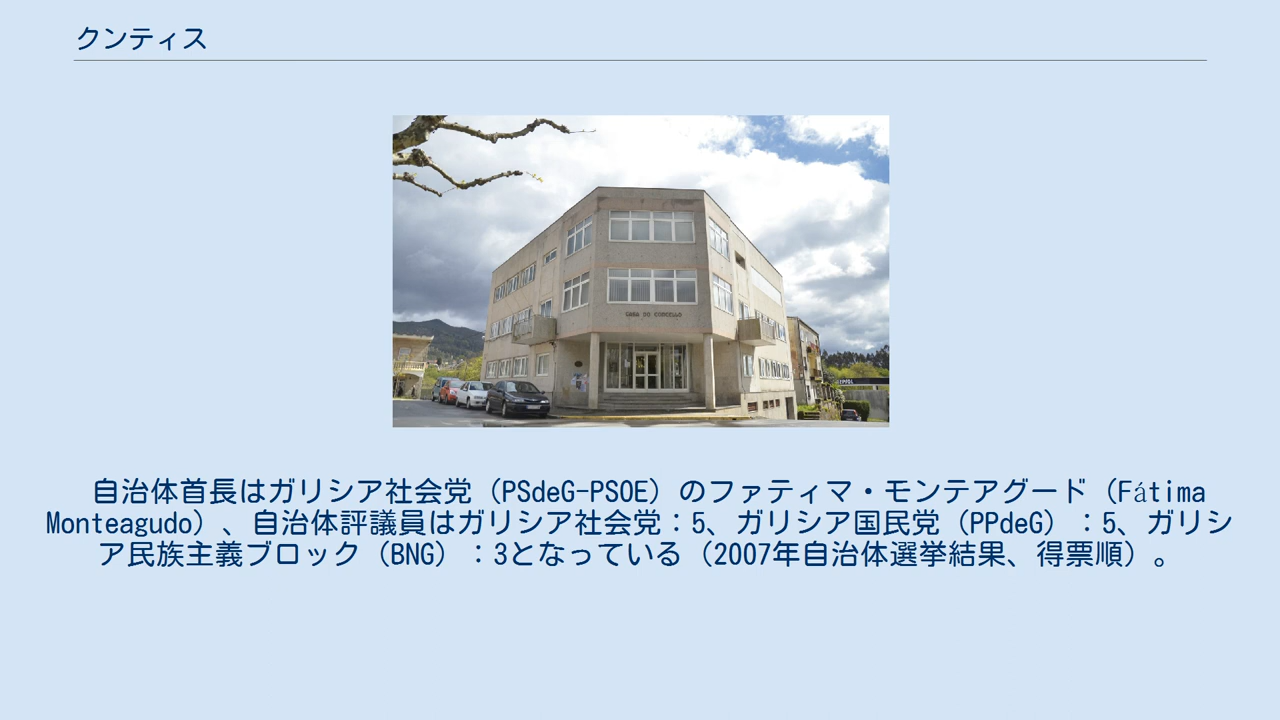 クンティス
CASA DO CONCELLO
自治体首長はガリシア社会党（PSdeG-PSOE）のファティマ・モンテアグード（Fátima
Monteagudo）、自治体評議員はガリシア社会党：5、ガリシア国民党（PPdeG）：5、ガリシ
ア民族主義ブロック（BNG）：3となっている（2007年自治体選挙結果、得票順）。